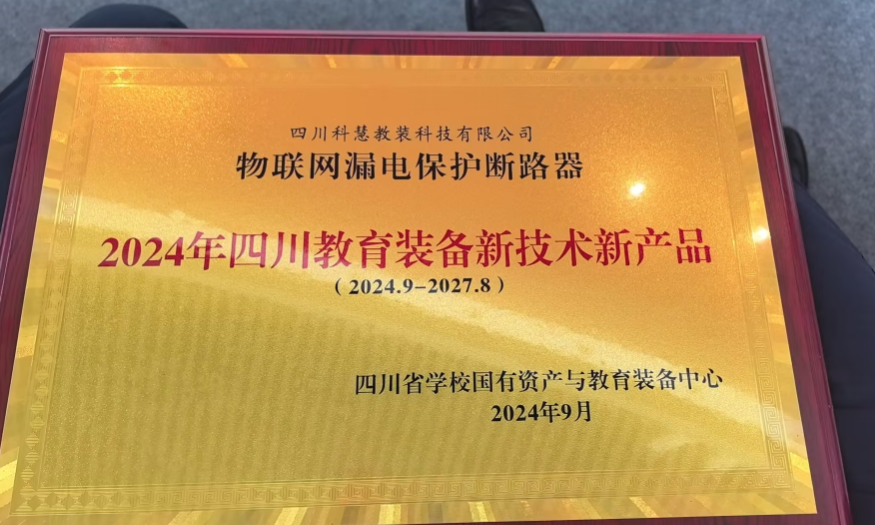 四川科慧教装科技有限公司
物联网漏电保护断路器
2024年四川教育装备新技术新产品
（2024.9-2027.8）
四川省学校国有资产与教育装备中心
2024年9月